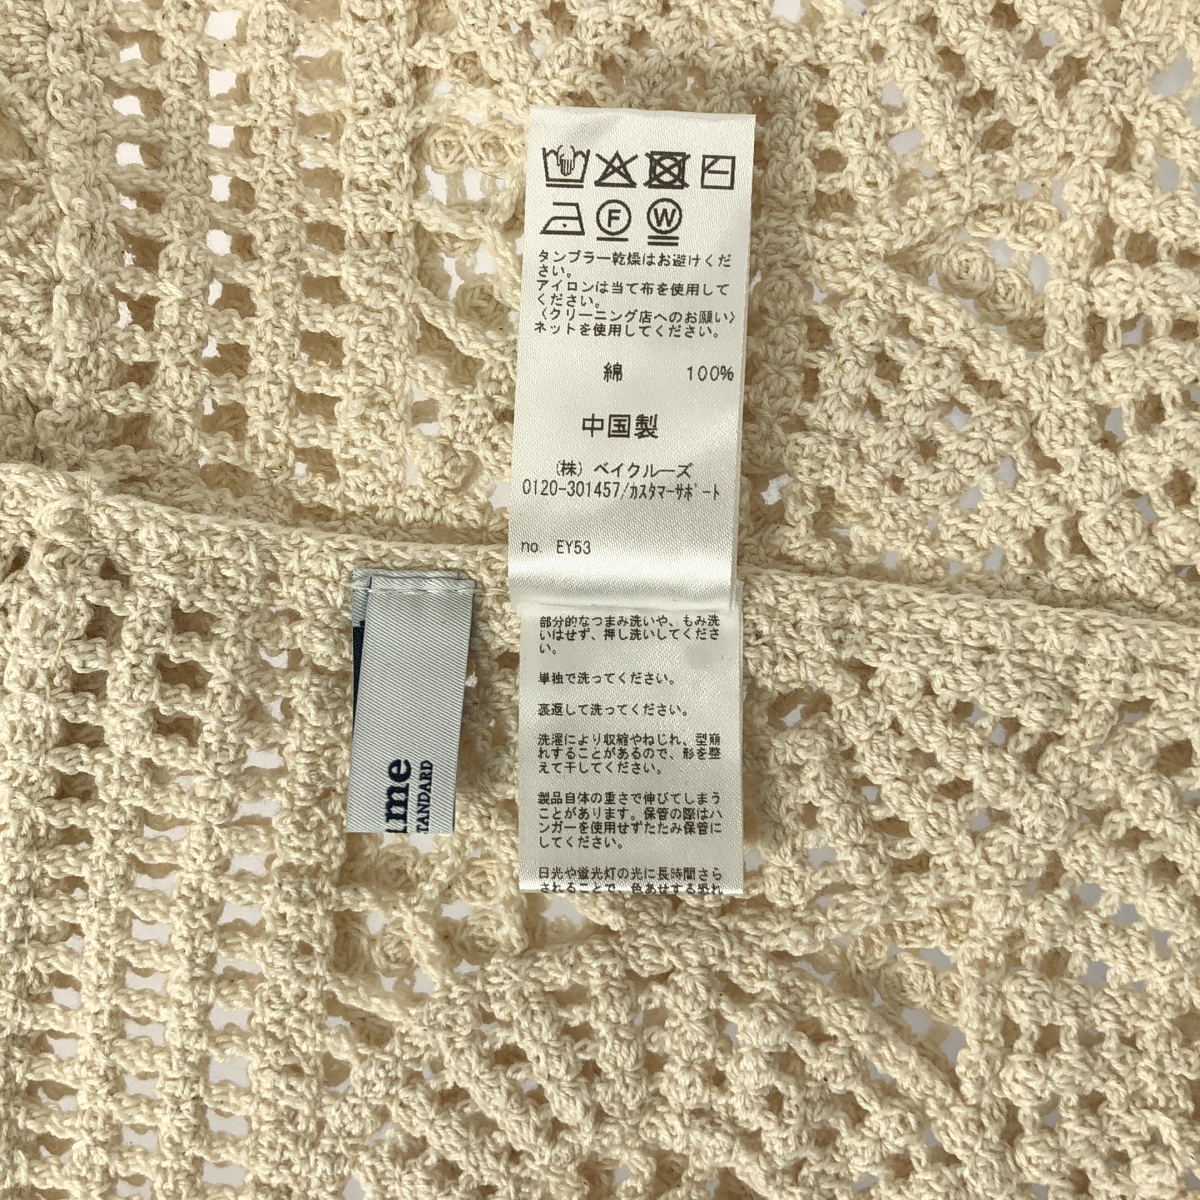 F W
タンブラー乾燥はお避けくだ
さい。
アイロンは当て布を使用して
ください。
〈クリーニング店へのお願い〉
ネットを使用してください。
綿 100%
中国製
(株) ベイクルーズ
0120-301457/カスタマーサポート
no. EY53
部分的なつまみ洗いや、もみ洗
いはせず、押し洗いしてくださ
い。
単独で洗ってください。
裏返して洗ってください。
洗濯により収縮やねじれ、型崩
れすることがあるので、形を整
えて干してください。
製品自体の重さで伸びてしまう
ことがあります。保管の際はハ
ンガーを使用せずたたみ保管に
してください。
日光や蛍光灯の光に長時間さら
されることで、色あせする恐れ
me
TANDARD